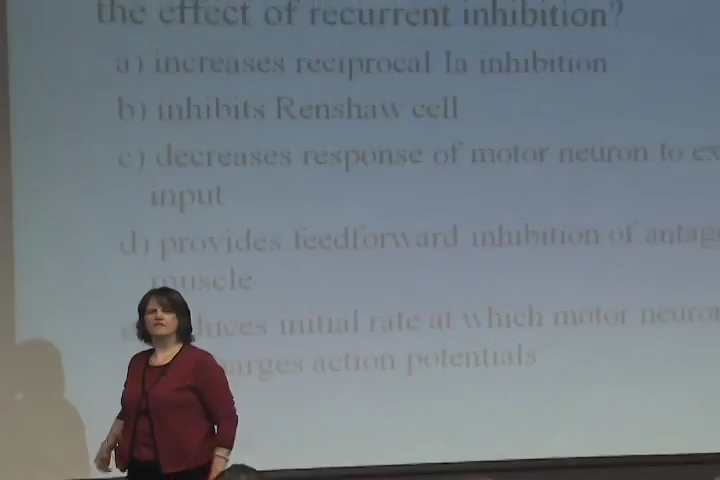 the effect of recurrent inhibition?
a) increases reciprocal Ia inhibition
b) inhibits Renshaw cell
c) decreases response of motor neuron to ex
input
d) provides feedforward inhibition of antag
muscle
duces initial rate at which motor neuron
arges action potentials